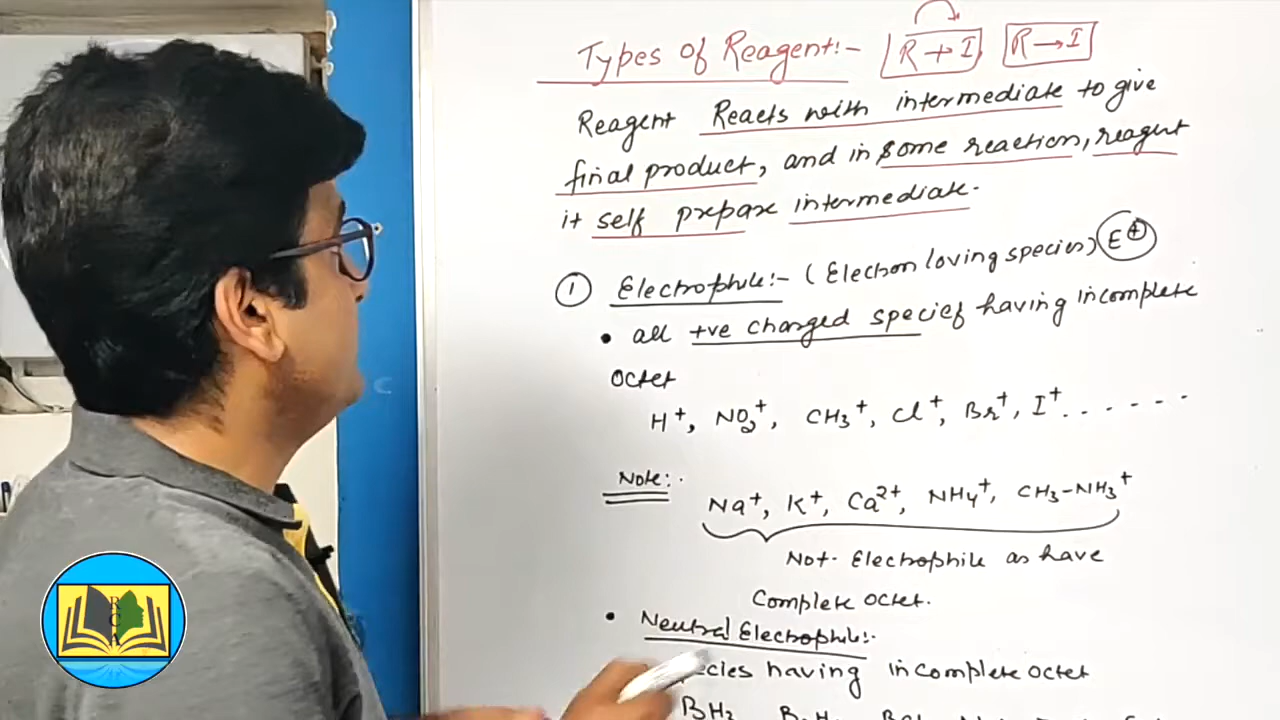 Types of Reagent:- R → I R → I
Reagent Reacts with intermediate to give
final product, and in some reaction, reagent
it self prepare intermediate.
① Electrophile:- (Electron loving species) E⊕
• all +ve charged species having incomplete
Octet
H⁺, NO₂⁺, CH₃⁺, Cl⁺, Br⁺, I⁺......
Note:-
Na⁺, K⁺, Ca²⁺, NH₄⁺, CH₃-NH₃⁺
Not Electrophile as have
Complete octet.
• Neutral Electrophile:-
species having incomplete octet
RCA